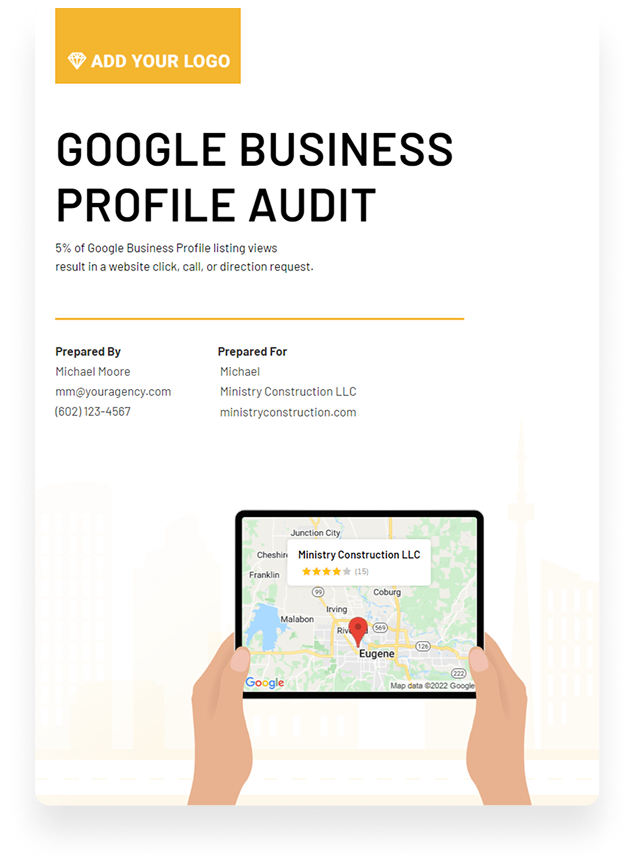 ADD YOUR LOGO
GOOGLE BUSINESS
PROFILE AUDIT
5% of Google Business Profile listing views
result in a website click, call, or direction request.
Prepared By
Michael Moore
mm@youragency.com
(602) 123-4567
Prepared For
Michael
Ministry Construction LLC
ministryconstruction.com
Junction City
Ministry Construction LLC
(15)
Cheshire
Franklin
99
Coburg
Irving
Malabon
569
Eugene
126
222
Google
Map data ©2022 Google